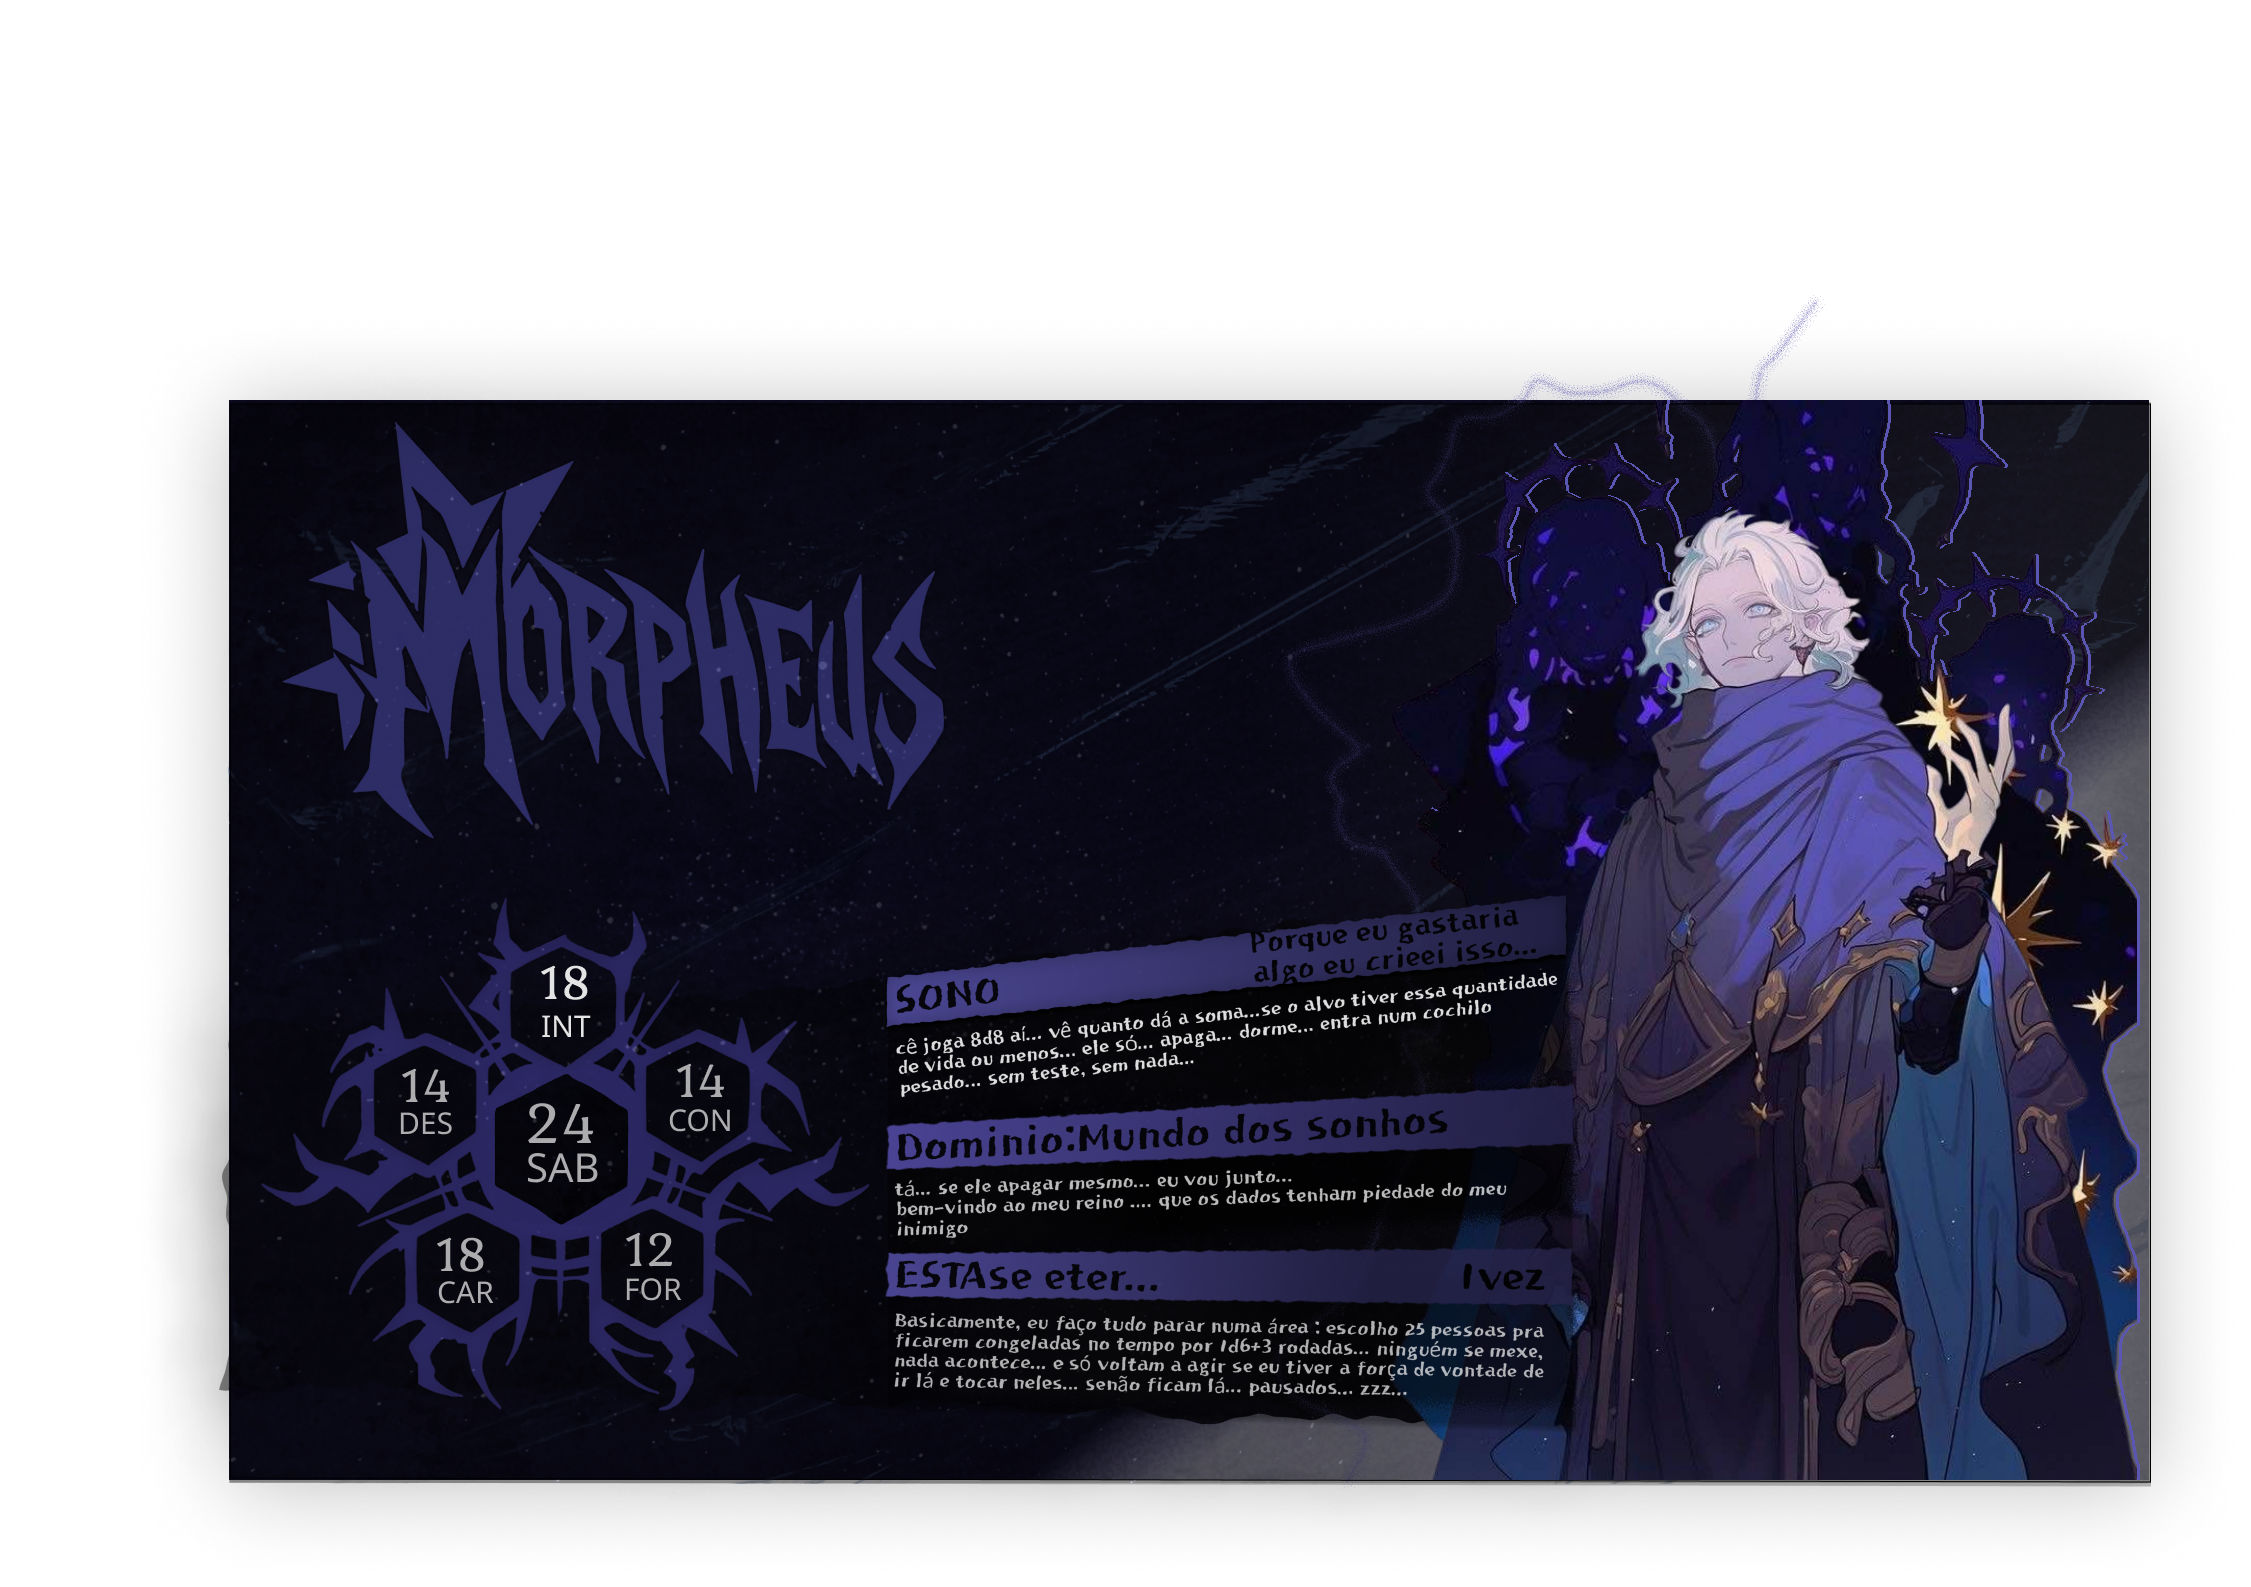 MORPHEUS
18
INT
14
DES
14
CON
24
SAB
18
CAR
12
FOR
SONO
Porque eu gastaria
algo eu crieei isso...
cê joga 8d8 aí... vê quanto dá a soma...se o alvo tiver essa quantidade
de vida ou menos... ele só... apaga... dorme... entra num cochilo
pesado... sem teste, sem nada...
Dominio:Mundo dos sonhos
tá... se ele apagar mesmo... eu vou junto...
bem-vindo ao meu reino .... que os dados tenham piedade do meu
inimigo
ESTAse eter... 1vez
Basicamente, eu faço tudo parar numa área : escolho 25 pessoas pra
ficarem congeladas no tempo por 1d6+3 rodadas... ninguém se mexe,
nada acontece... e só voltam a agir se eu tiver a força de vontade de
ir lá e tocar neles... senão ficam lá... pausados... zzz...